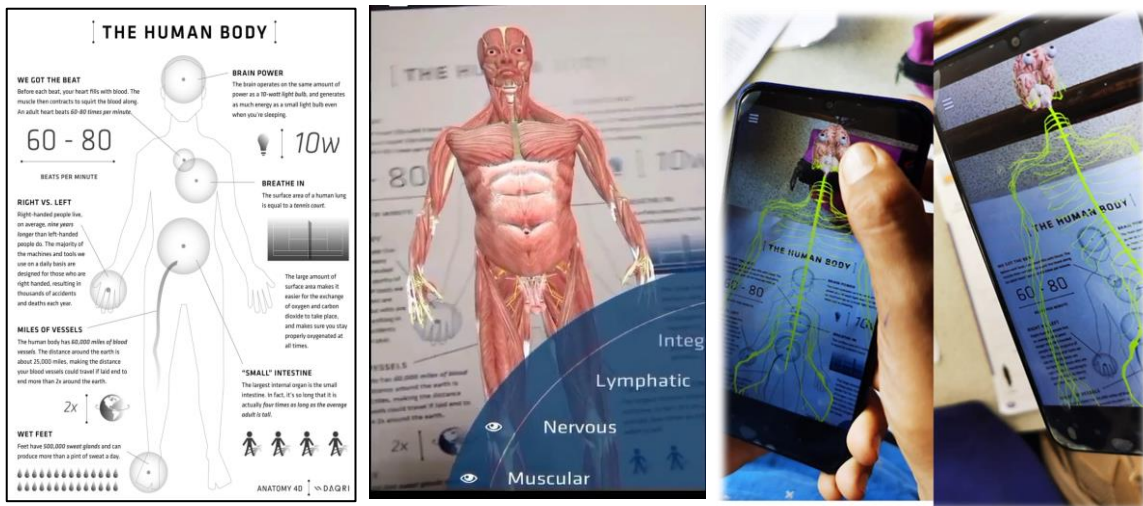 THE HUMAN BODY
WE GOT THE BEAT
Before each beat, your heart fills with blood. The
muscle then contracts to squirt the blood along.
An adult heart beats 60-80 times per minute.
60 - 80
BEATS PER MINUTE
RIGHT VS. LEFT
Right-handed people live,
on average, nine years
longer than left-handed
people do. The majority of
the machines and tools we
use on a daily basis are
designed for those who are
right handed, resulting in
thousands of accidents
and deaths each year.
MILES OF VESSELS
The human body has 60,000 miles of blood
vessels. The distance around the earth is
about 25,000 miles, making the distance
your blood vessels could travel if laid end to
end more than 2x around the earth.
2x
WET FEET
Feet have 500,000 sweat glands and can
produce more than a pint of sweat a day.
BRAIN POWER
The brain operates on the same amount of
power as a 10-watt light bulb, and generates
as much energy as a small light bulb even
when you're sleeping.
10W
BREATHE IN
The surface area of a human lung
is equal to a tennis court.
The large amount of
surface area makes it
easier for the exchange
of oxygen and carbon
dioxide to take place,
and makes sure you stay
properly oxygenated at
all times.
"SMALL" INTESTINE
The largest internal organ is the small
intestine. In fact, it's so long that it is
actually four times as long as the average
adult is tall.
ANATOMY 4D DAQRI
THE
80
10
2x
Integ
Lymphatic
Nervous
Muscular
THE HUMAN BODY
60 - 80
10
THE HUMAN BODY
60 - 80